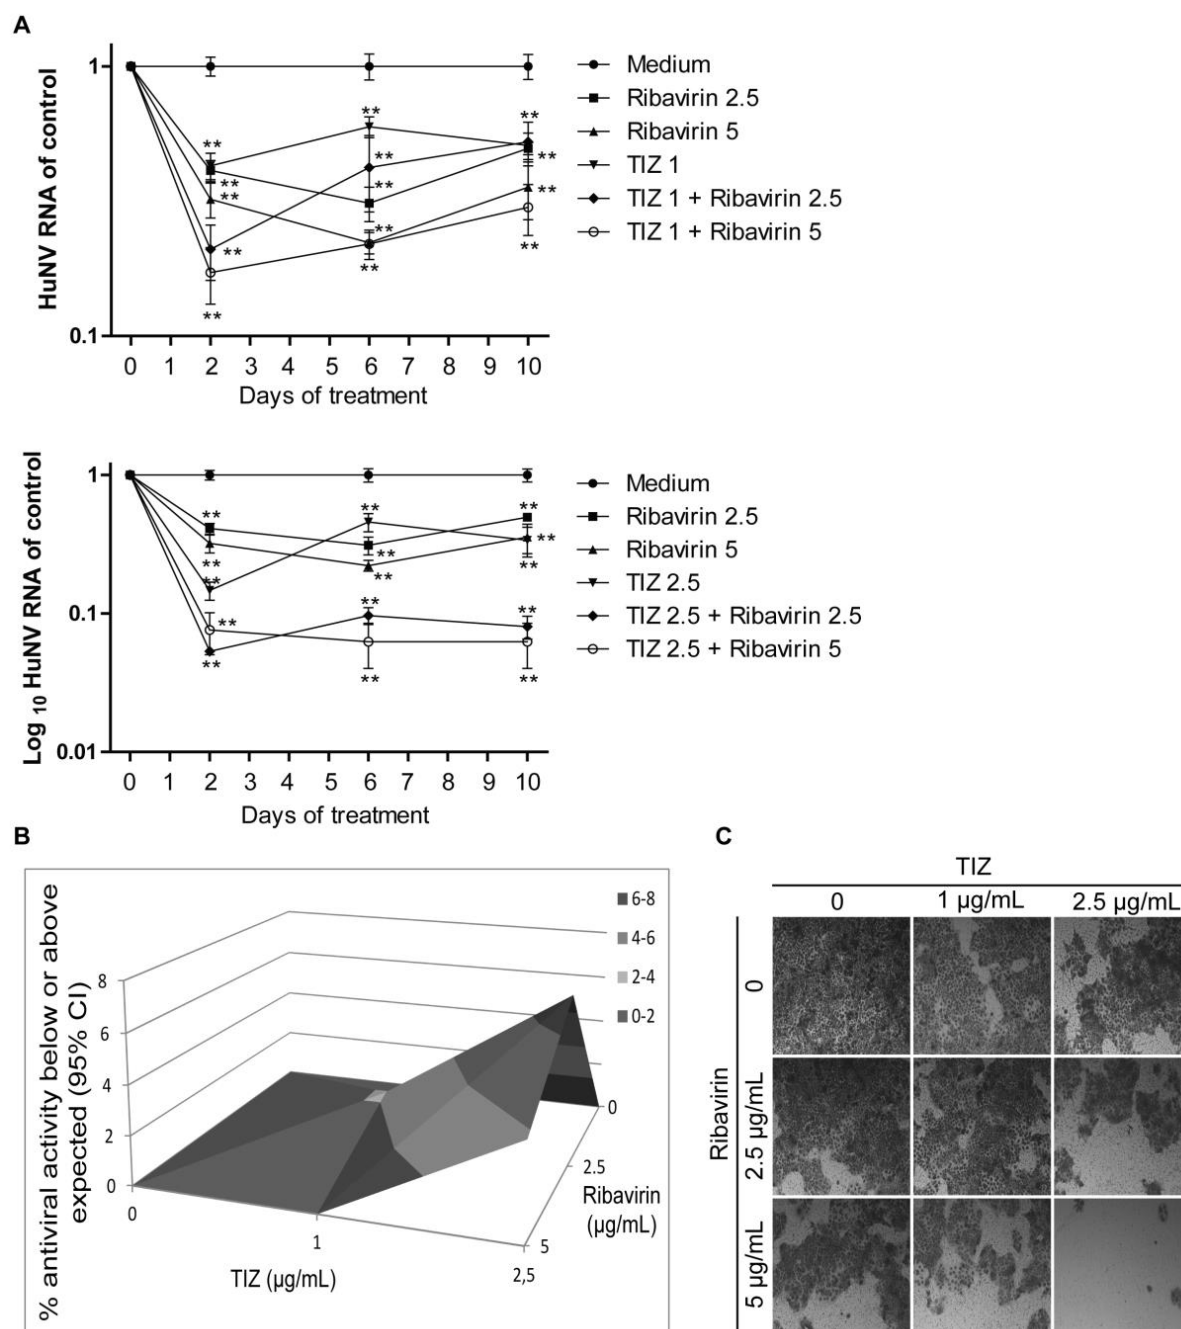 A
HuNV RNA of control
1
0.1
0 1 2 3 4 5 6 7 8 9 10
Days of treatment
** ** ** ** ** **
** ** ** **
** ** ** **
Medium
Ribavirin 2.5
Ribavirin 5
TIZ 1
TIZ 1 + Ribavirin 2.5
TIZ 1 + Ribavirin 5
Log 10 HuNV RNA of control
1
0.1
0.01
0 1 2 3 4 5 6 7 8 9 10
Days of treatment
** ** ** ** **
** ** ** ** **
** ** ** ** **
Medium
Ribavirin 2.5
Ribavirin 5
TIZ 2.5
TIZ 2.5 + Ribavirin 2.5
TIZ 2.5 + Ribavirin 5
B
% antiviral activity below or above
expected (95% CI)
8
6
4
2
0
0
1
2,5
TIZ (µg/mL)
0
2.5
5
Ribavirin
(µg/mL)
6-8
4-6
2-4
0-2
C
TIZ
0 1 µg/mL 2.5 µg/mL
Ribavirin
0
2.5 µg/mL
5 µg/mL